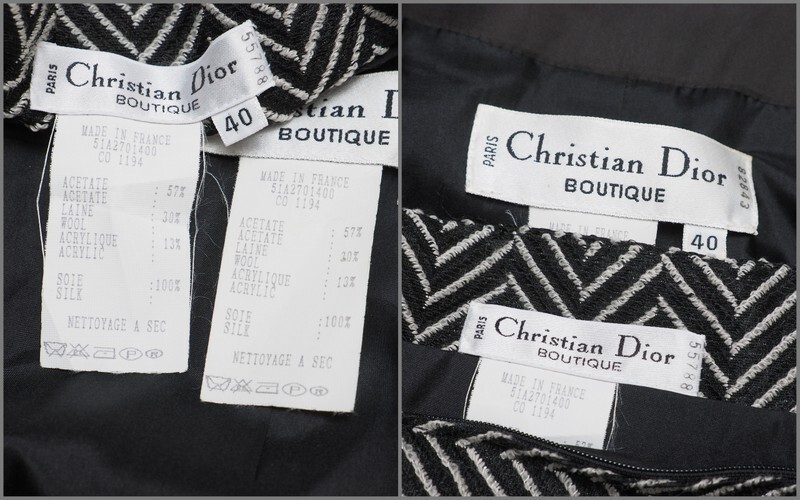 PARIS
Christian Dior
BOUTIQUE
55788
40
MADE IN FRANCE
51A2701400
CO 1194
ACETATE
ACETATE : 57%
LAINE
WOOL : 30%
ACRYLIQUE
ACRYLIC : 13%
SOIE
SILK : 100%
NETTOYAGE A SEC
BOUTIQUE
MADE IN FRANCE
51A2701400
CO 1194
ACETATE
ACETATE : 57%
LAINE
WOOL : 30%
ACRYLIQUE
ACRYLIC : 13%
SOIE
SILK : 100%
NETTOYAGE A SEC
PARIS
Christian Dior
BOUTIQUE
40
MADE IN FRANCE
PARIS
Christian Dior
BOUTIQUE
55788
MADE IN FRANCE
51A2701400
CO 1194